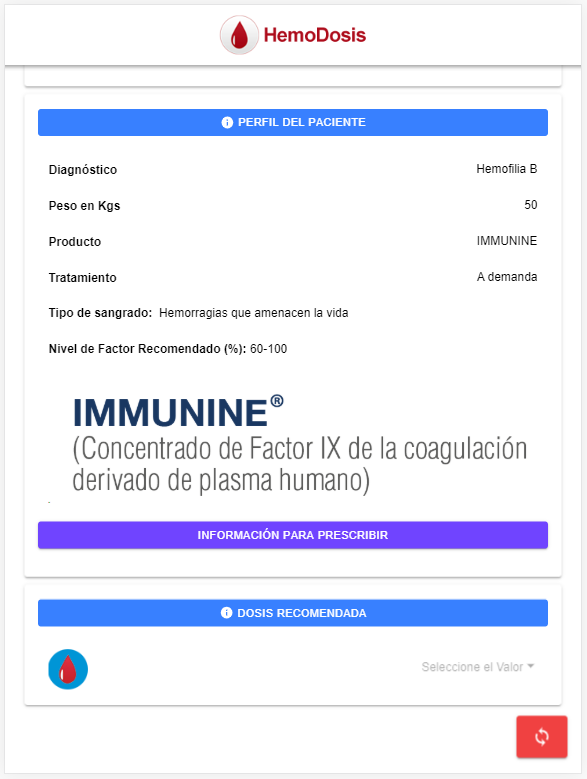 HemoDosis
PERFIL DEL PACIENTE
Diagnóstico Hemofilia B
Peso en Kgs 50
Producto IMMUNINE
Tratamiento A demanda
Tipo de sangrado: Hemorragias que amenacen la vida
Nivel de Factor Recomendado (%): 60-100
IMMUNINE®
(Concentrado de Factor IX de la coagulación
derivado de plasma humano)
INFORMACIÓN PARA PRESCRIBIR
DOSIS RECOMENDADA
Seleccione el Valor